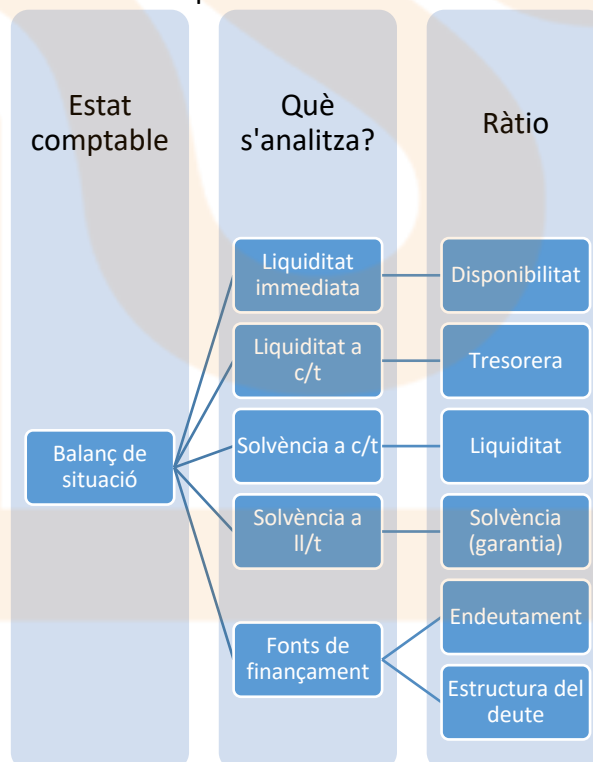 Estat
comptable
Què
s'analitza?
Ràtio
Liquiditat
immediata
Disponibilitat
Liquiditat a
c/t
Tresorera
Balanç de
situació
Solvència a c/t
Liquiditat
Solvència a
ll/t
Solvència
(garantia)
Fonts de
finançament
Endeutament
Estructura del
deute